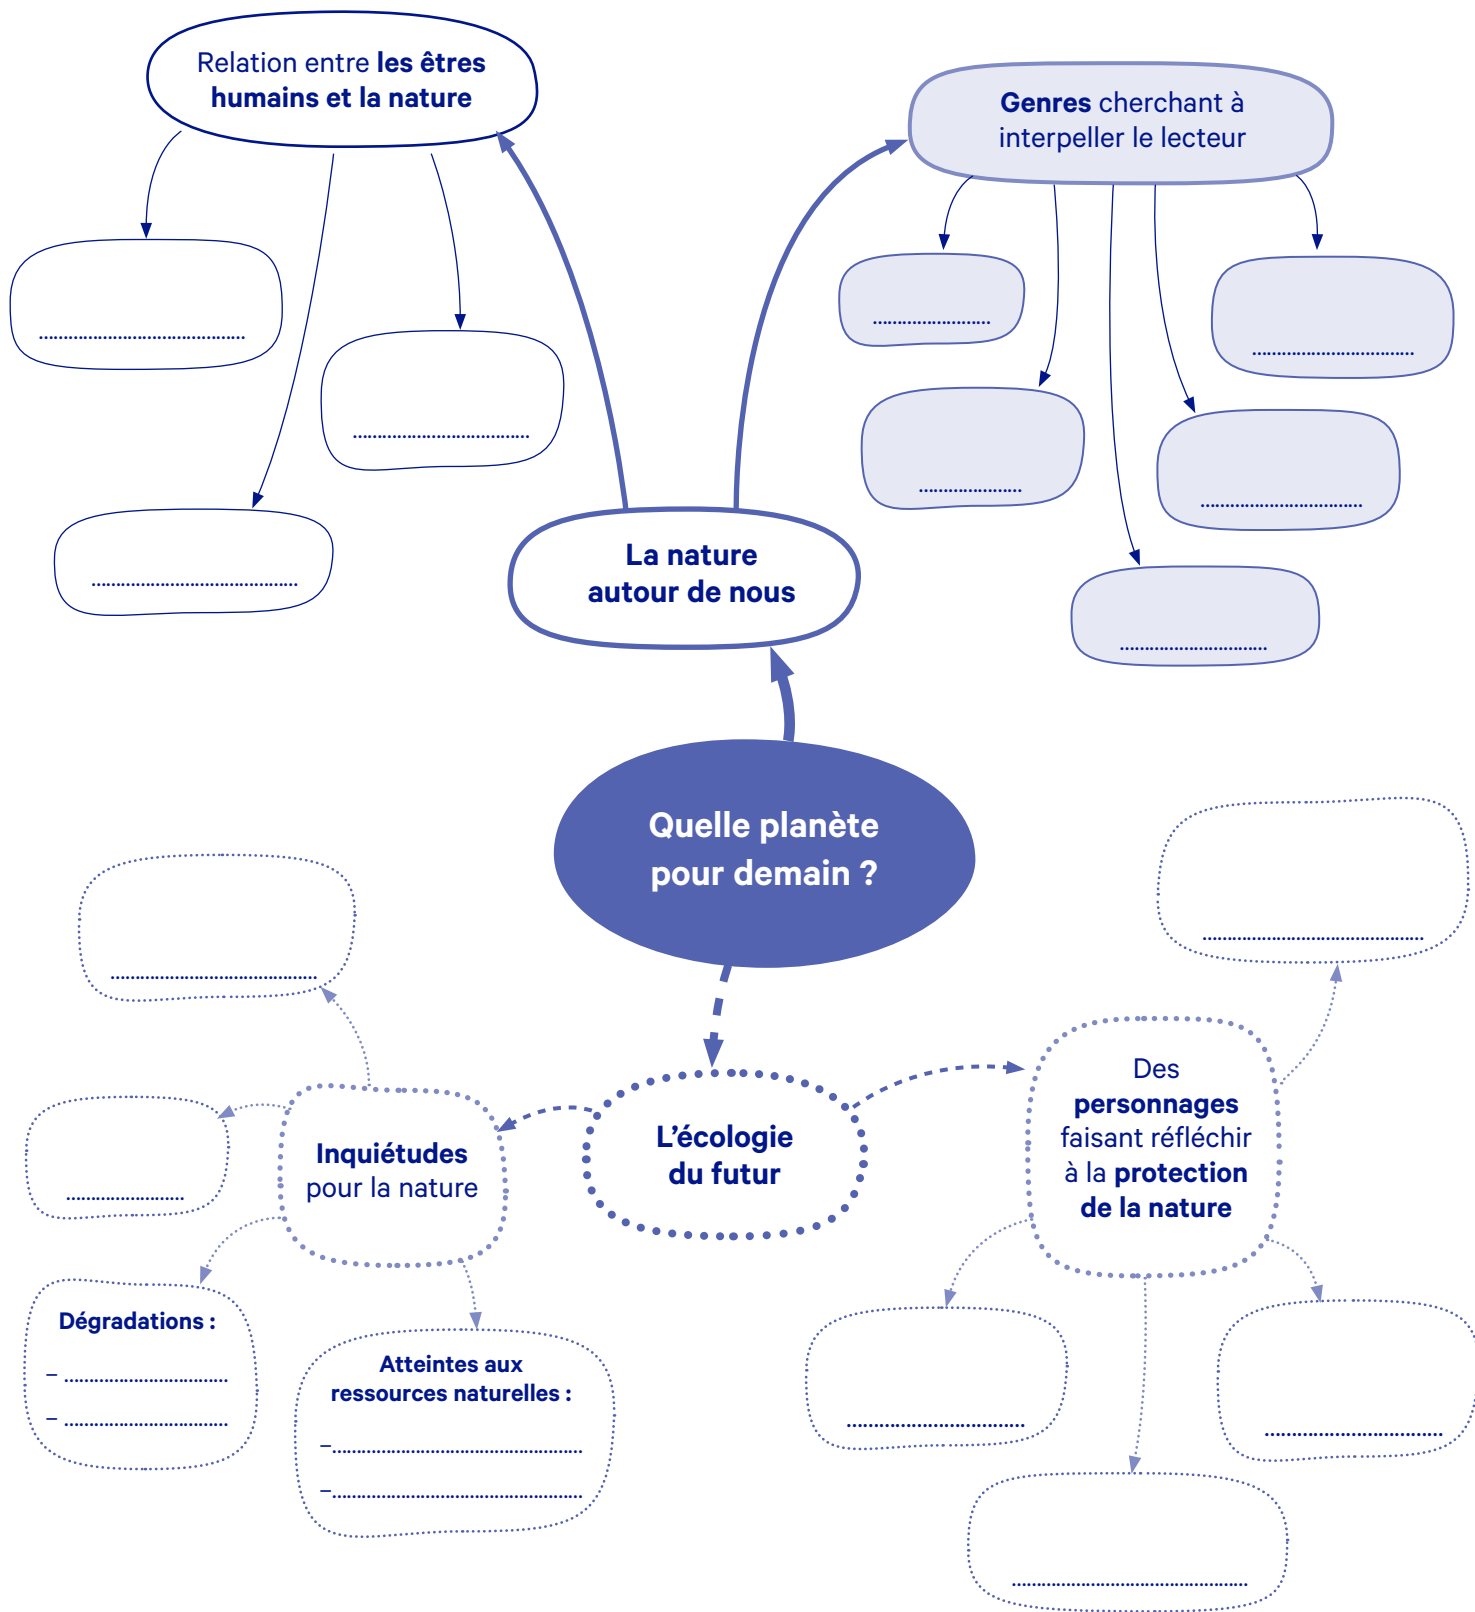 Relation entre les êtres
humains et la nature
Genres cherchant à
interpeller le lecteur
La nature
autour de nous
Quelle planète
pour demain ?
L'écologie
du futur
Inquiétudes
pour la nature
Des
personnages
faisant réfléchir
à la protection
de la nature
Dégradations :
–
–
Atteintes aux
ressources naturelles :
–
–